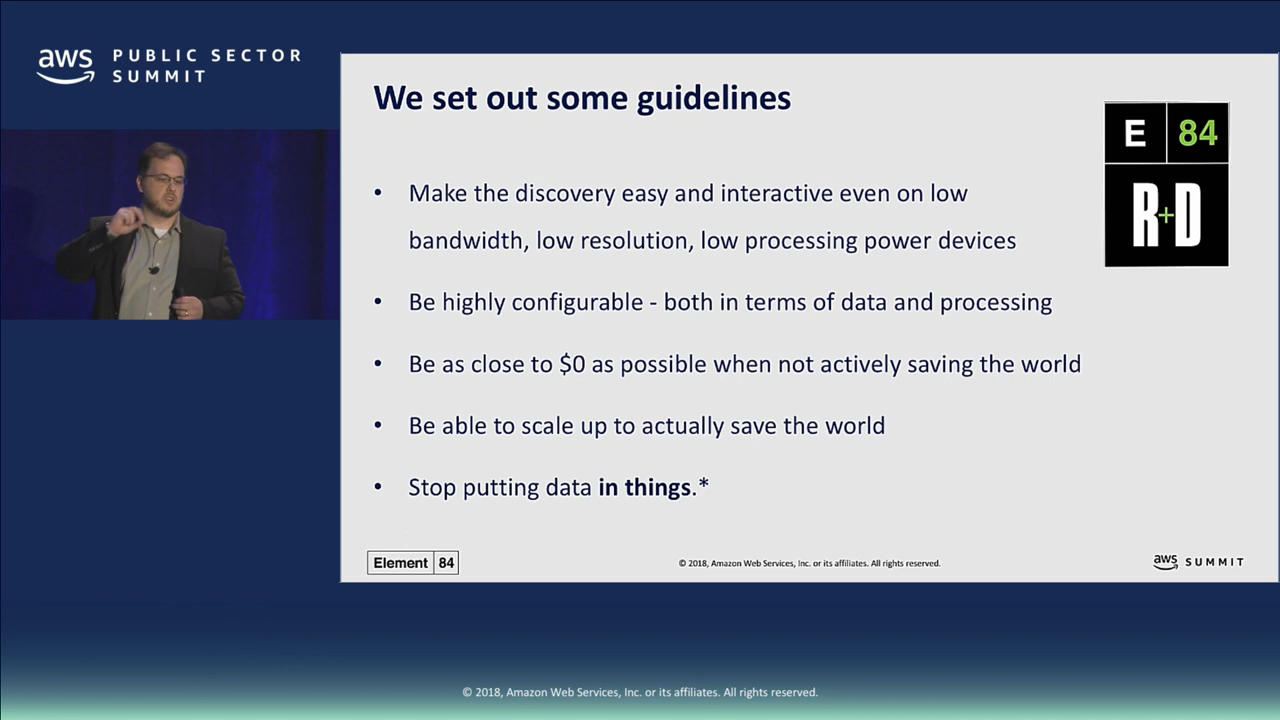 aws PUBLIC SECTOR
SUMMIT
We set out some guidelines
E 84
R+D
• Make the discovery easy and interactive even on low
bandwidth, low resolution, low processing power devices
• Be highly configurable - both in terms of data and processing
• Be as close to $0 as possible when not actively saving the world
• Be able to scale up to actually save the world
• Stop putting data in things.*
Element 84
© 2018, Amazon Web Services, Inc. or its affiliates. All rights reserved.
aws SUMMIT
© 2018, Amazon Web Services, Inc. or its affiliates. All rights reserved.